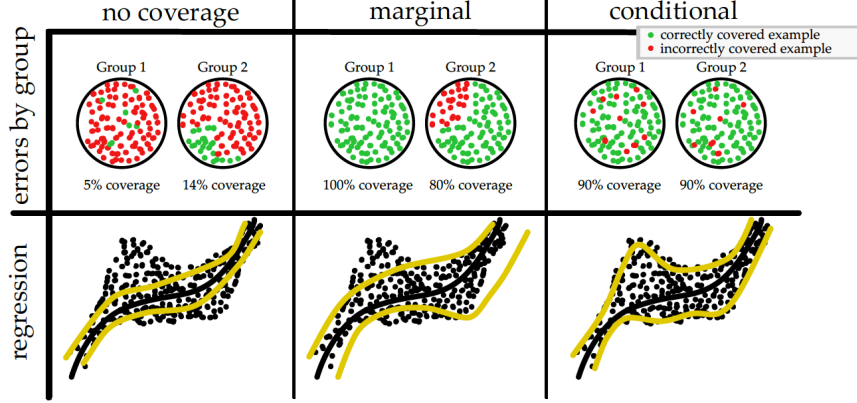 no coverage
marginal
conditional
correctly covered example
incorrectly covered example
errors by group
Group 1
Group 2
Group 1
Group 2
Group 1
Group 2
5% coverage
14% coverage
100% coverage
80% coverage
90% coverage
90% coverage
regression